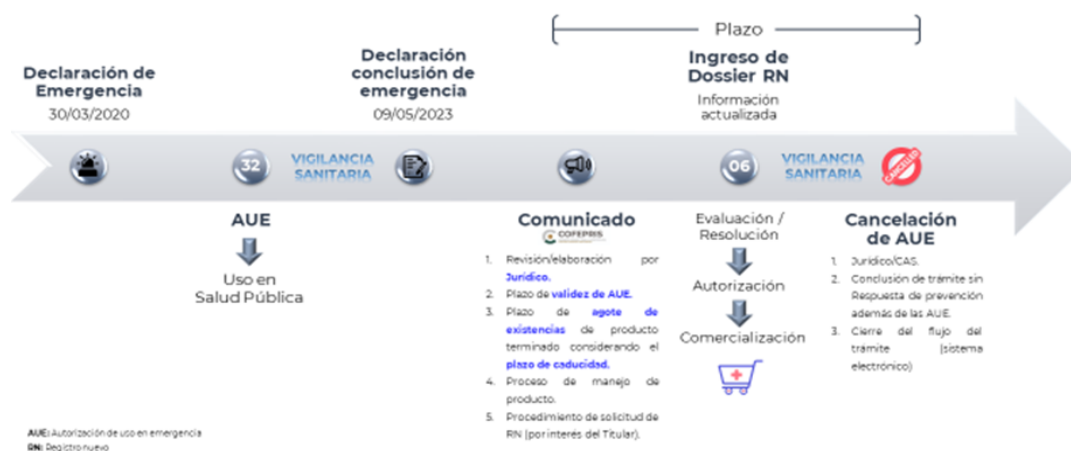 Plazo
Declaración de
Emergencia
30/03/2020
Declaración
conclusión de
emergencia
09/05/2023
Ingreso de
Dossier RN
Información
actualizada
32
VIGILANCIA
SANITARIA
06
VIGILANCIA
SANITARIA
CANCELLED
AUE
Uso en
Salud Pública
Comunicado
COFEPRIS
1. Revisión/elaboración por
Jurídico.
2. Plazo de validez de AUE.
3. Plazo de agote de
existencias de producto
terminado considerando el
plazo de caducidad.
4. Proceso de manejo de
producto.
5. Procedimiento de solicitud de
RN (por interés del Titular).
Evaluación /
Resolución
Autorización
Comercialización
Cancelación
de AUE
1. Jurídico/CAS.
2. Conclusión de trámite sin
Respuesta de prevención
además de las AUE.
3. Cierre del flujo del
trámite (sistema
electrónico)
AUE: Autorización de uso en emergencia
RN: Registro nuevo